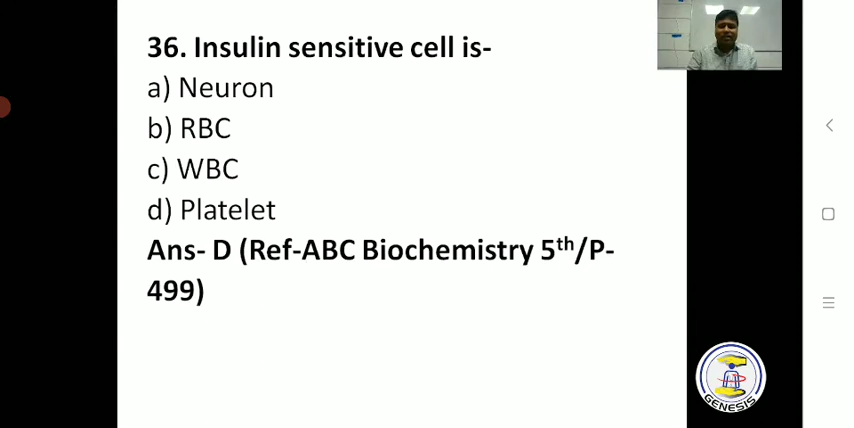 36. Insulin sensitive cell is-
a) Neuron
b) RBC
c) WBC
d) Platelet
Ans- D (Ref-ABC Biochemistry 5th/P-
499)
GENESIS